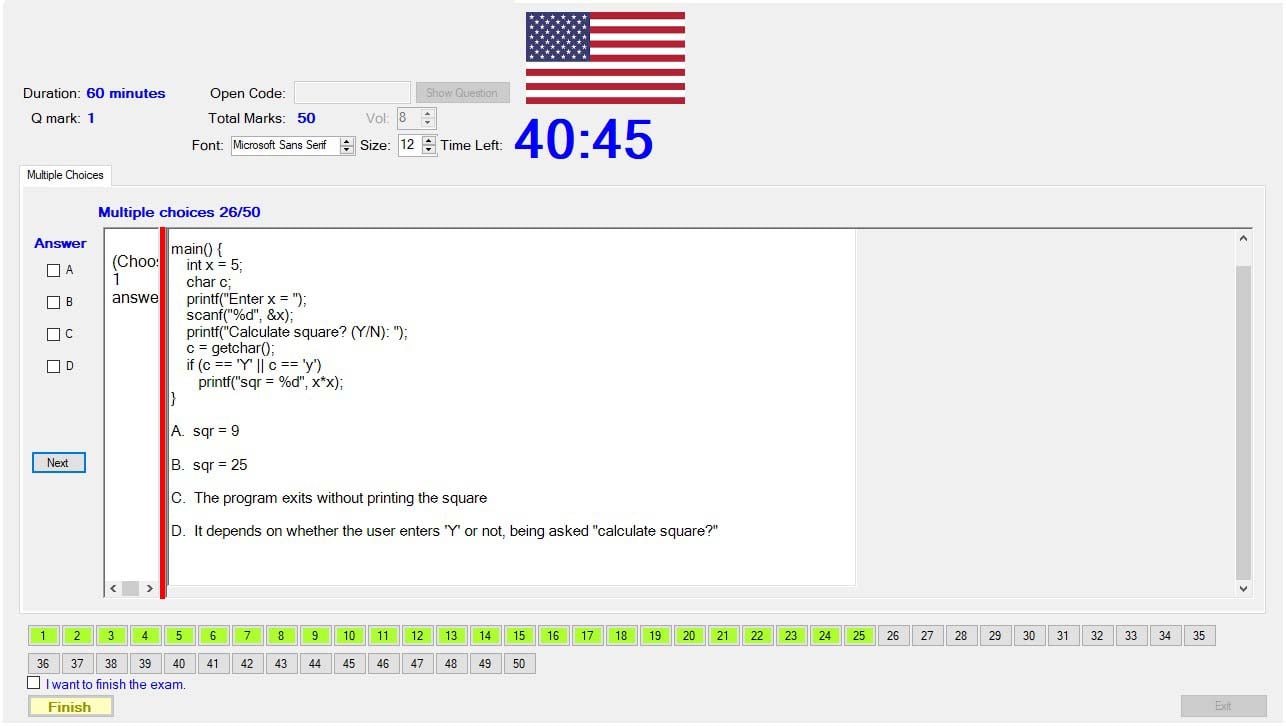 Duration: 60 minutes
Open Code:
Show Question
Q mark: 1
Total Marks: 50
Vol: 8
Font: Microsoft Sans Serif
Size: 12
Time Left: 40:45
Multiple Choices
Multiple choices 26/50
Answer
A
B
C
D
Next
(Choos
1
answe
main() {
int x = 5;
char c;
printf("Enter x = ");
scanf("%d", &x);
printf("Calculate square? (Y/N): ");
c = getchar();
if (c == 'Y' || c == 'y')
printf("sqr = %d", x*x);
}
A. sqr = 9
B. sqr = 25
C. The program exits without printing the square
D. It depends on whether the user enters 'Y' or not, being asked "calculate square?"
1 2 3 4 5 6 7 8 9 10 11 12 13 14 15 16 17 18 19 20 21 22 23 24 25 26 27 28 29 30 31 32 33 34 35
36 37 38 39 40 41 42 43 44 45 46 47 48 49 50
I want to finish the exam.
Finish
Exit